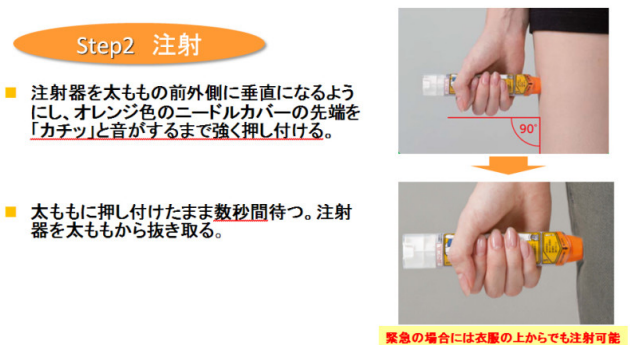 Step2 注射
■ 注射器を太ももの前外側に垂直になるよう
にし、オレンジ色のニードルカバーの先端を
「カチッ」と音がするまで強く押し付ける。
90°
■ 太ももに押し付けたまま数秒間待つ。注射
器を太ももから抜き取る。
緊急の場合には衣服の上からでも注射可能